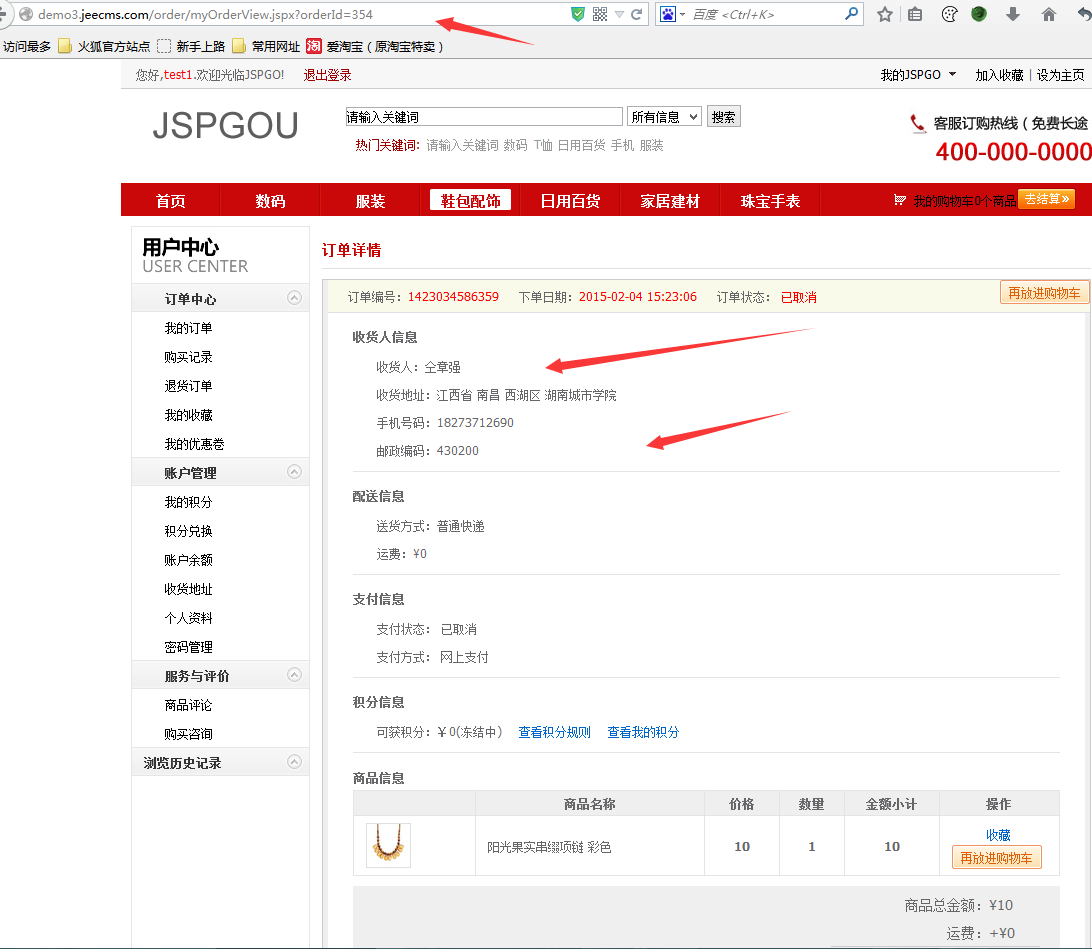 demo3.jeecms.com/order/myOrderView.jspx?orderId=354 百度 <Ctrl+K>
访问最多 火狐官方站点 新手上路 常用网址 淘 爱淘宝（原淘宝特卖）
您好,test1.欢迎光临JSPGO! 退出登录 我的JSPGO 加入收藏 | 设为主页
JSPGOU
请输入关键词 所有信息 搜索
热门关键词: 请输入关键词 数码 T恤 日用百货 手机 服装
客服订购热线（免费长途
400-000-0000
首页 数码 服装 鞋包配饰 日用百货 家居建材 珠宝手表 我的购物车0个商品 去结算»
用户中心
USER CENTER
订单中心
我的订单
购买记录
退货订单
我的收藏
我的优惠卷
账户管理
我的积分
积分兑换
账户余额
收货地址
个人资料
密码管理
服务与评价
商品评论
购买咨询
浏览历史记录
订单详情
订单编号：1423034586359 下单日期：2015-02-04 15:23:06 订单状态： 已取消 再放进购物车
收货人信息
收货人：仝章强
收货地址：江西省 南昌 西湖区 湖南城市学院
手机号码：18273712690
邮政编码：430200
配送信息
送货方式：普通快递
运费：¥0
支付信息
支付状态： 已取消
支付方式： 网上支付
积分信息
可获积分：￥0(冻结中） 查看积分规则 查看我的积分
商品信息
商品名称 价格 数量 金额小计 操作
阳光果实串缀项链 彩色 10 1 10 收藏
再放进购物车
商品总金额：¥10
运费：+¥0